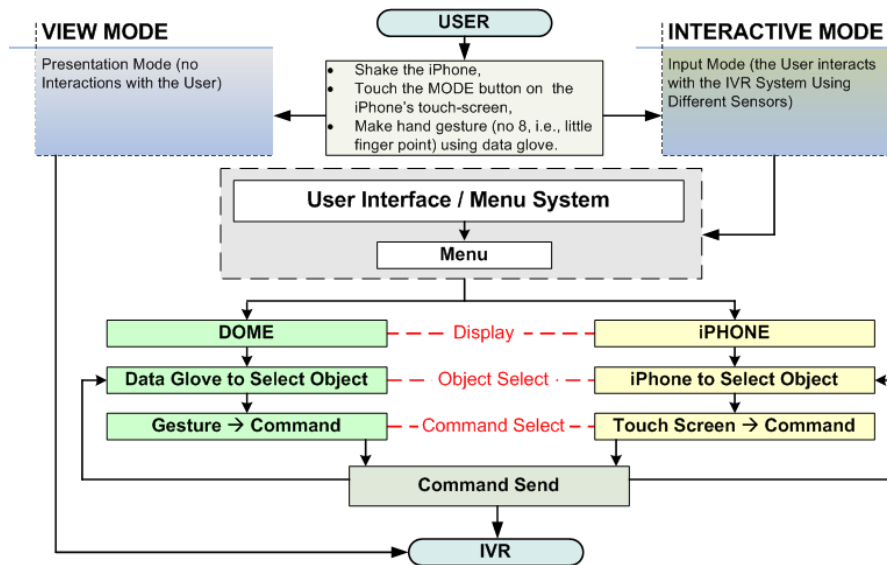 VIEW MODE
Presentation Mode (no
Interactions with the User)
USER
• Shake the iPhone,
• Touch the MODE button on the
iPhone's touch-screen,
• Make hand gesture (no 8, i.e., little
finger point) using data glove.
INTERACTIVE MODE
Input Mode (the User interacts
with the IVR System Using
Different Sensors)
User Interface / Menu System
Menu
DOME
Display
iPHONE
Data Glove to Select Object
Object Select
iPhone to Select Object
Gesture → Command
Command Select
Touch Screen → Command
Command Send
IVR